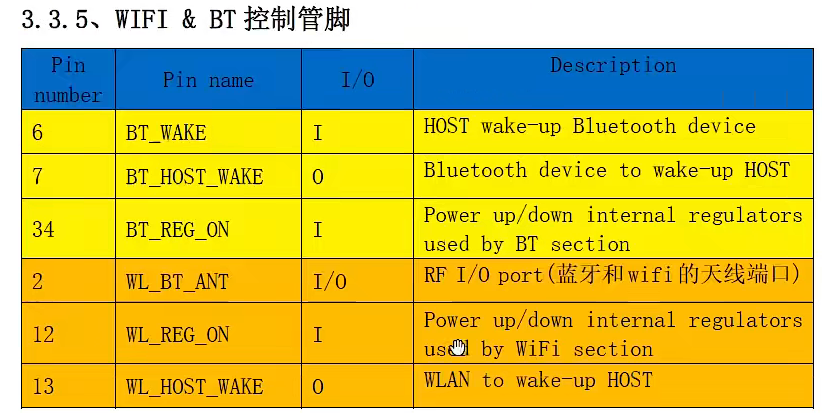 3.3.5、WIFI & BT 控制管脚
Pin number Pin name I/O Description
6 BT_WAKE I HOST wake-up Bluetooth device
7 BT_HOST_WAKE O Bluetooth device to wake-up HOST
34 BT_REG_ON I Power up/down internal regulators
used by BT section
2 WL_BT_ANT I/O RF I/O port(蓝牙和wifi的天线端口)
12 WL_REG_ON I Power up/down internal regulators
used by WiFi section
13 WL_HOST_WAKE O WLAN to wake-up HOST